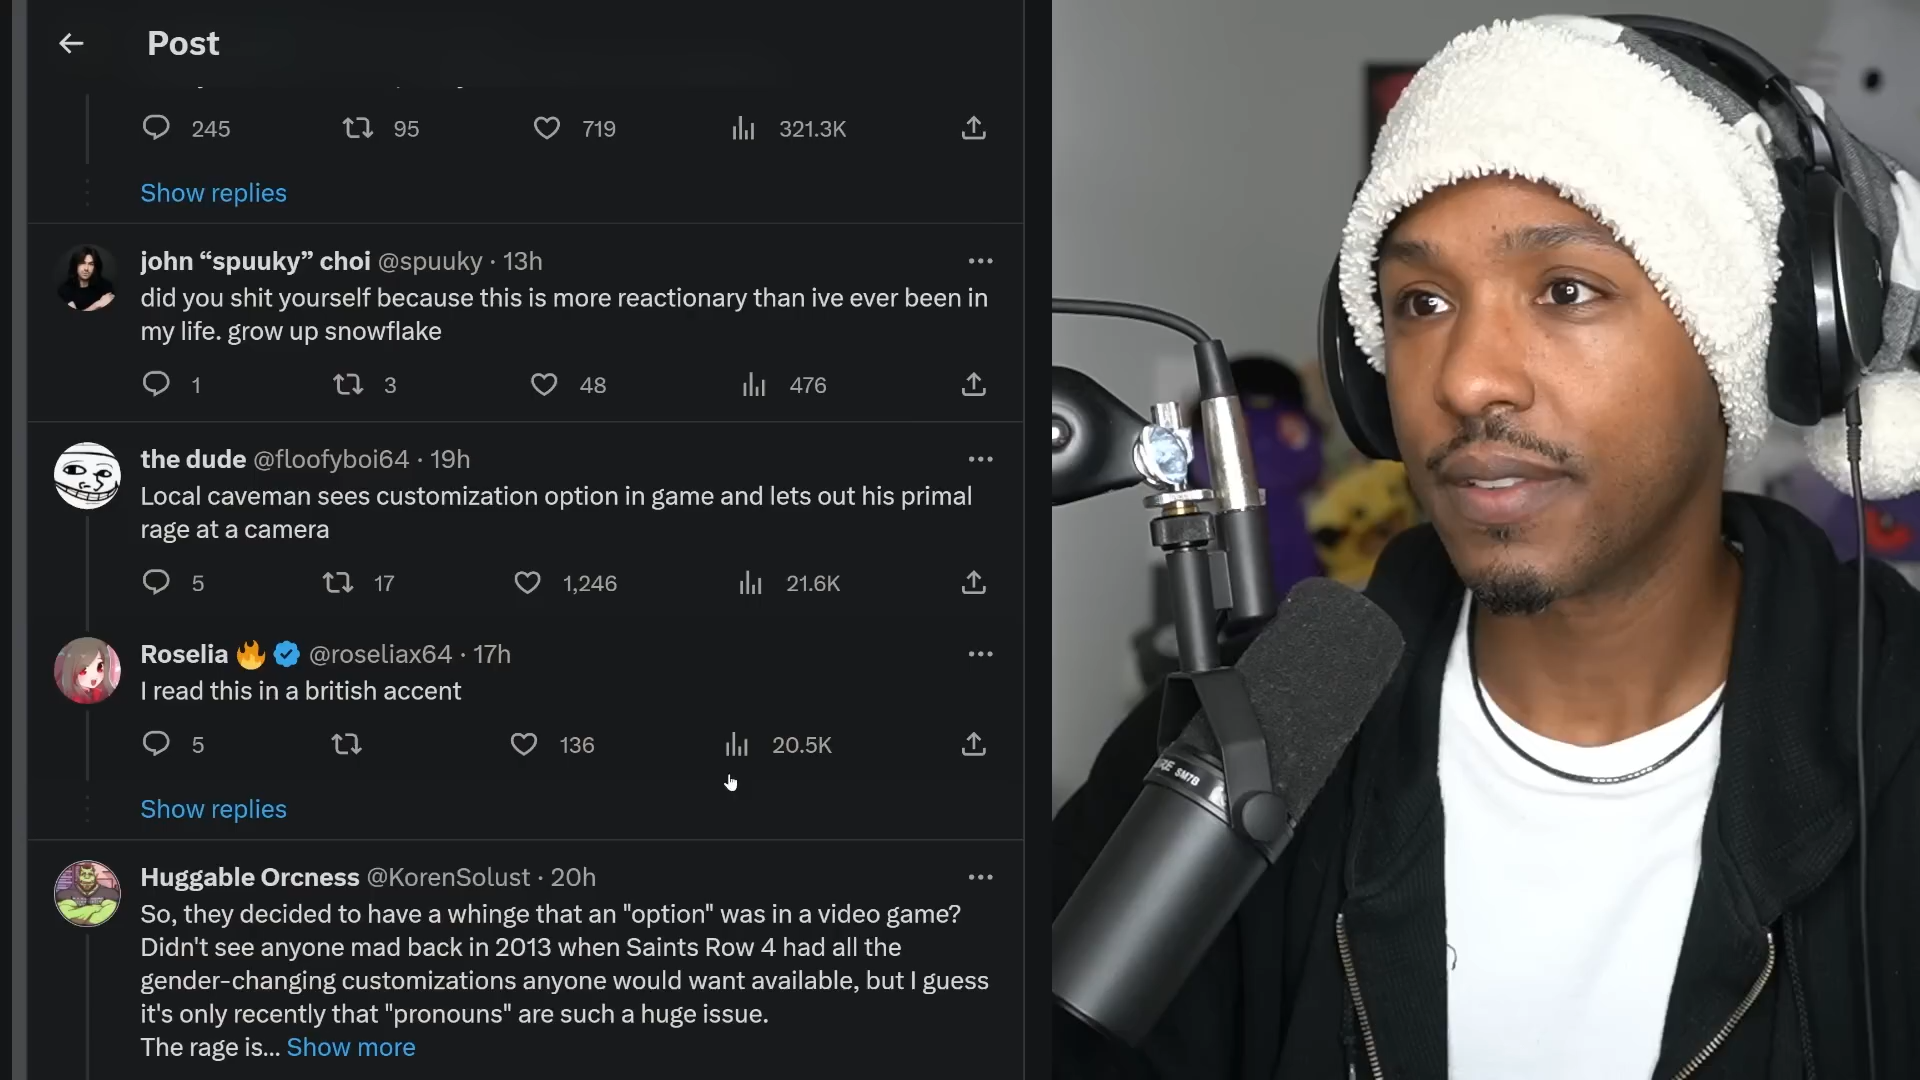 Post
245 95 719 321.3K
Show replies
john “spuuky” choi @spuuky · 13h
did you shit yourself because this is more reactionary than ive ever been in
my life. grow up snowflake
1 3 48 476
the dude @floofyboi64 · 19h
Local caveman sees customization option in game and lets out his primal
rage at a camera
5 17 1,246 21.6K
Roselia 🔥 @roseliax64 · 17h
I read this in a british accent
5 136 20.5K
Show replies
Huggable Orcness @KorenSolust · 20h
So, they decided to have a whinge that an "option" was in a video game?
Didn't see anyone mad back in 2013 when Saints Row 4 had all the
gender-changing customizations anyone would want available, but I guess
it's only recently that "pronouns" are such a huge issue.
The rage is... Show more
SM7B